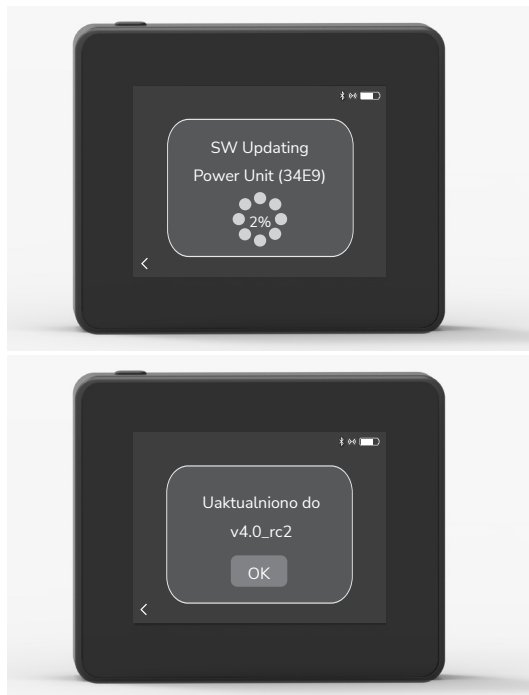 SW Updating
Power Unit (34E9)
2%
Uaktualniono do
v4.0_rc2
OK